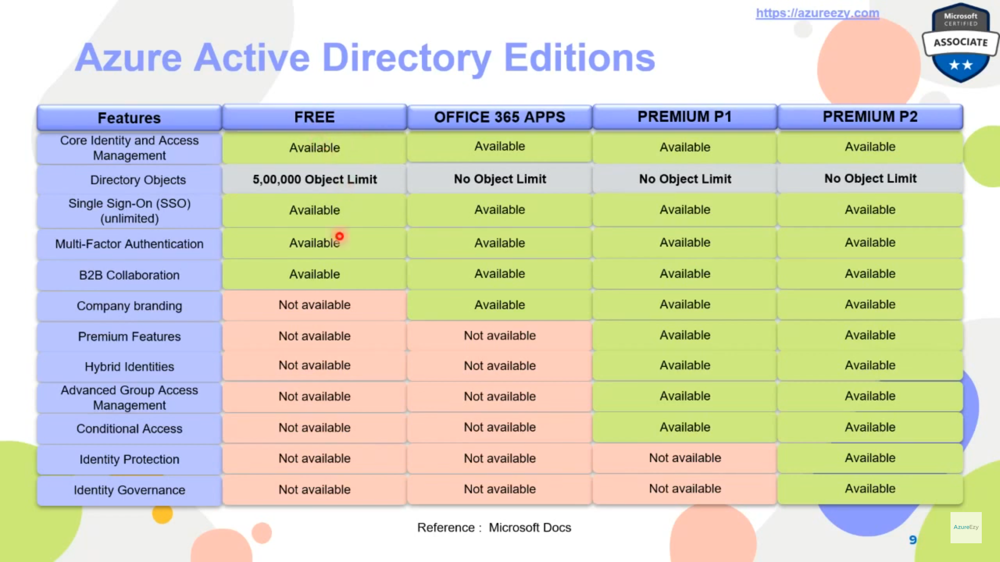 https://azureezy.com
Microsoft
CERTIFIED
ASSOCIATE
Azure Active Directory Editions
Features FREE OFFICE 365 APPS PREMIUM P1 PREMIUM P2
Core Identity and Access
Management
Available Available Available Available
Directory Objects 5,00,000 Object Limit No Object Limit No Object Limit No Object Limit
Single Sign-On (SSO)
(unlimited)
Available Available Available Available
Multi-Factor Authentication Available Available Available Available
B2B Collaboration Available Available Available Available
Company branding Not available Available Available Available
Premium Features Not available Not available Available Available
Hybrid Identities Not available Not available Available Available
Advanced Group Access
Management
Not available Not available Available Available
Conditional Access Not available Not available Available Available
Identity Protection Not available Not available Not available Available
Identity Governance Not available Not available Not available Available
Reference : Microsoft Docs
AzureEzy
9